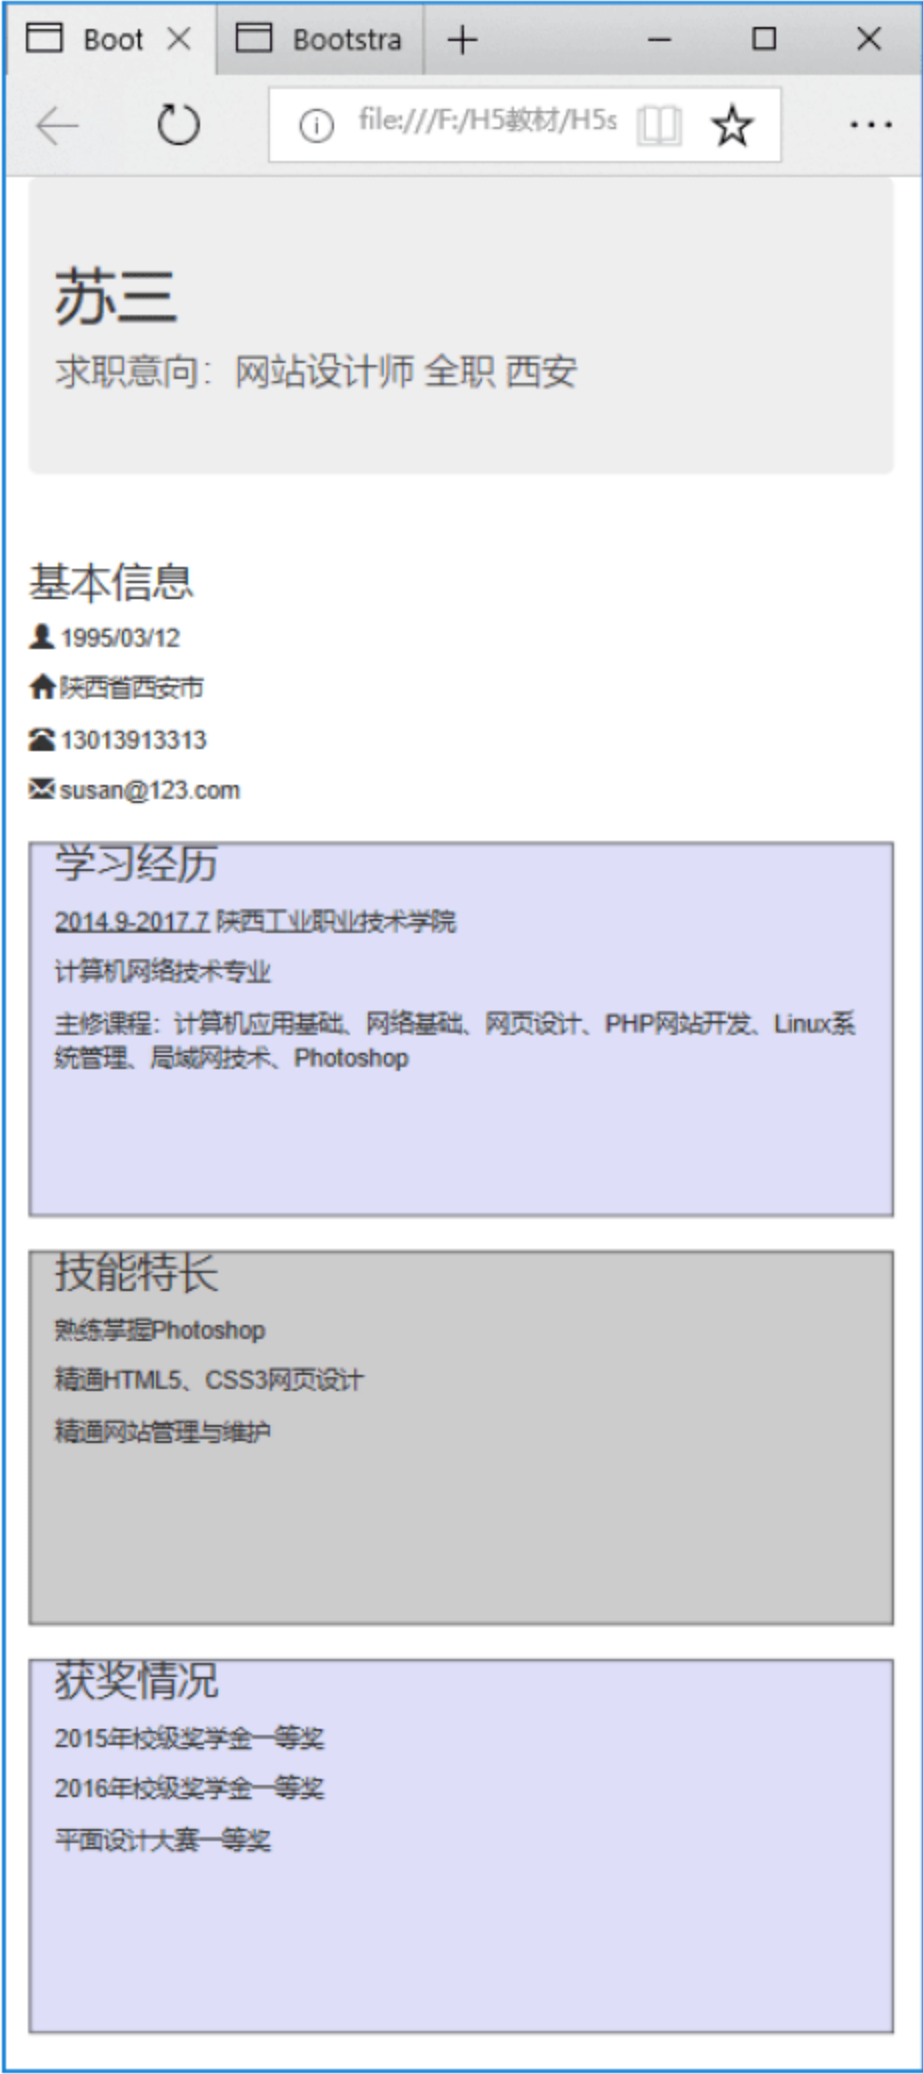 Boot
Bootstra
file:///F:/H5教材/H5s
苏三
求职意向：网站设计师 全职 西安
基本信息
1995/03/12
陕西省西安市
13013913313
susan@123.com
学习经历
2014.9-2017.7 陕西工业职业技术学院
计算机网络技术专业
主修课程：计算机应用基础、网络基础、网页设计、PHP网站开发、Linux系
统管理、局域网技术、Photoshop
技能特长
熟练掌握Photoshop
精通HTML5、CSS3网页设计
精通网站管理与维护
获奖情况
2015年校级奖学金一等奖
2016年校级奖学金一等奖
平面设计大赛一等奖